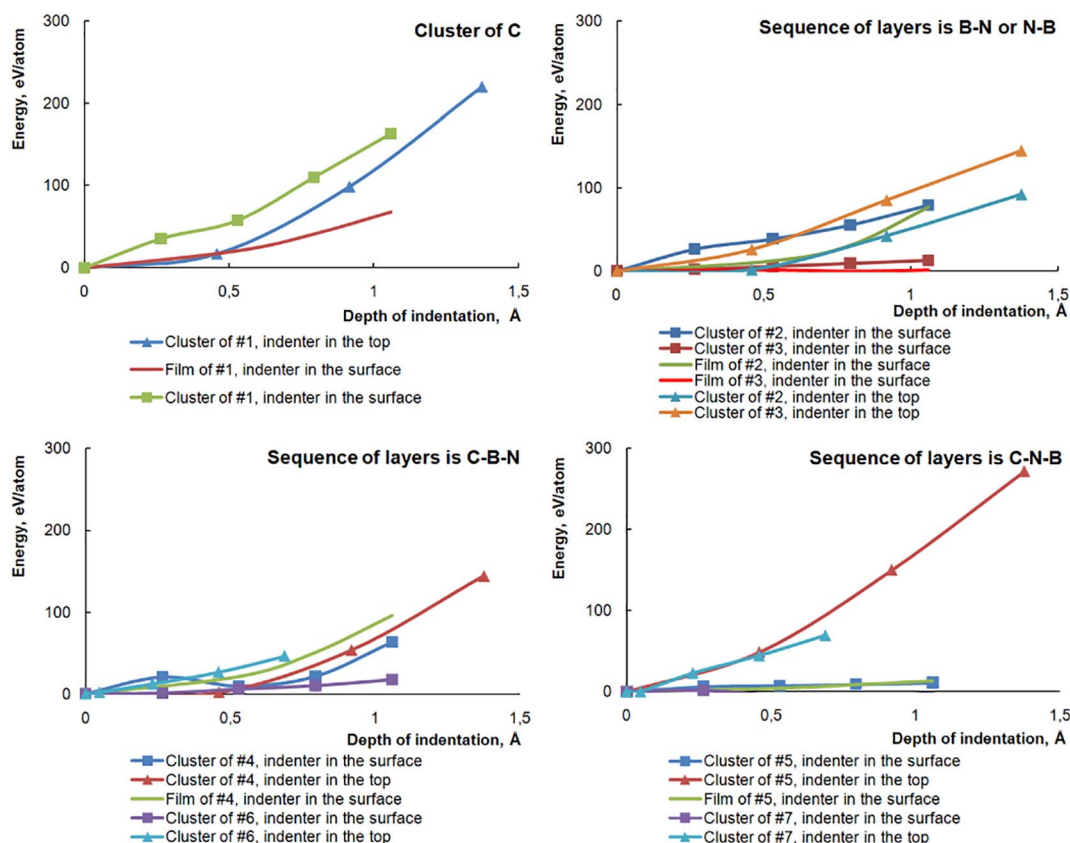 Cluster of C
Energy, eV/atom
300
200
100
0
0
0,5
1
1,5
Depth of indentation, Å
Cluster of #1, indenter in the top
Film of #1, indenter in the surface
Cluster of #1, indenter in the surface
Sequence of layers is B-N or N-B
Energy, eV/atom
300
200
100
0
0
0,5
1
1,5
Depth of indentation, Å
Cluster of #2, indenter in the surface
Cluster of #3, indenter in the surface
Film of #2, indenter in the surface
Film of #3, indenter in the surface
Cluster of #2, indenter in the top
Cluster of #3, indenter in the top
Sequence of layers is C-B-N
Energy, eV/atom
300
200
100
0
0
0,5
1
1,5
Depth of indentation, Å
Cluster of #4, indenter in the surface
Cluster of #4, indenter in the top
Film of #4, indenter in the surface
Cluster of #6, indenter in the surface
Cluster of #6, indenter in the top
Sequence of layers is C-N-B
Energy, eV/atom
300
200
100
0
0
0,5
1
1,5
Depth of indentation, Å
Cluster of #5, indenter in the surface
Cluster of #5, indenter in the top
Film of #5, indenter in the surface
Cluster of #7, indenter in the surface
Cluster of #7, indenter in the top